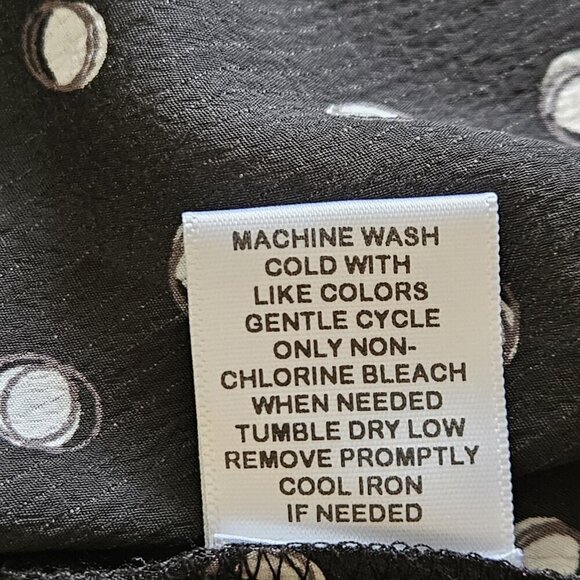 MACHINE WASH
COLD WITH
LIKE COLORS
GENTLE CYCLE
ONLY NON-
CHLORINE BLEACH
WHEN NEEDED
TUMBLE DRY LOW
REMOVE PROMPTLY
COOL IRON
IF NEEDED